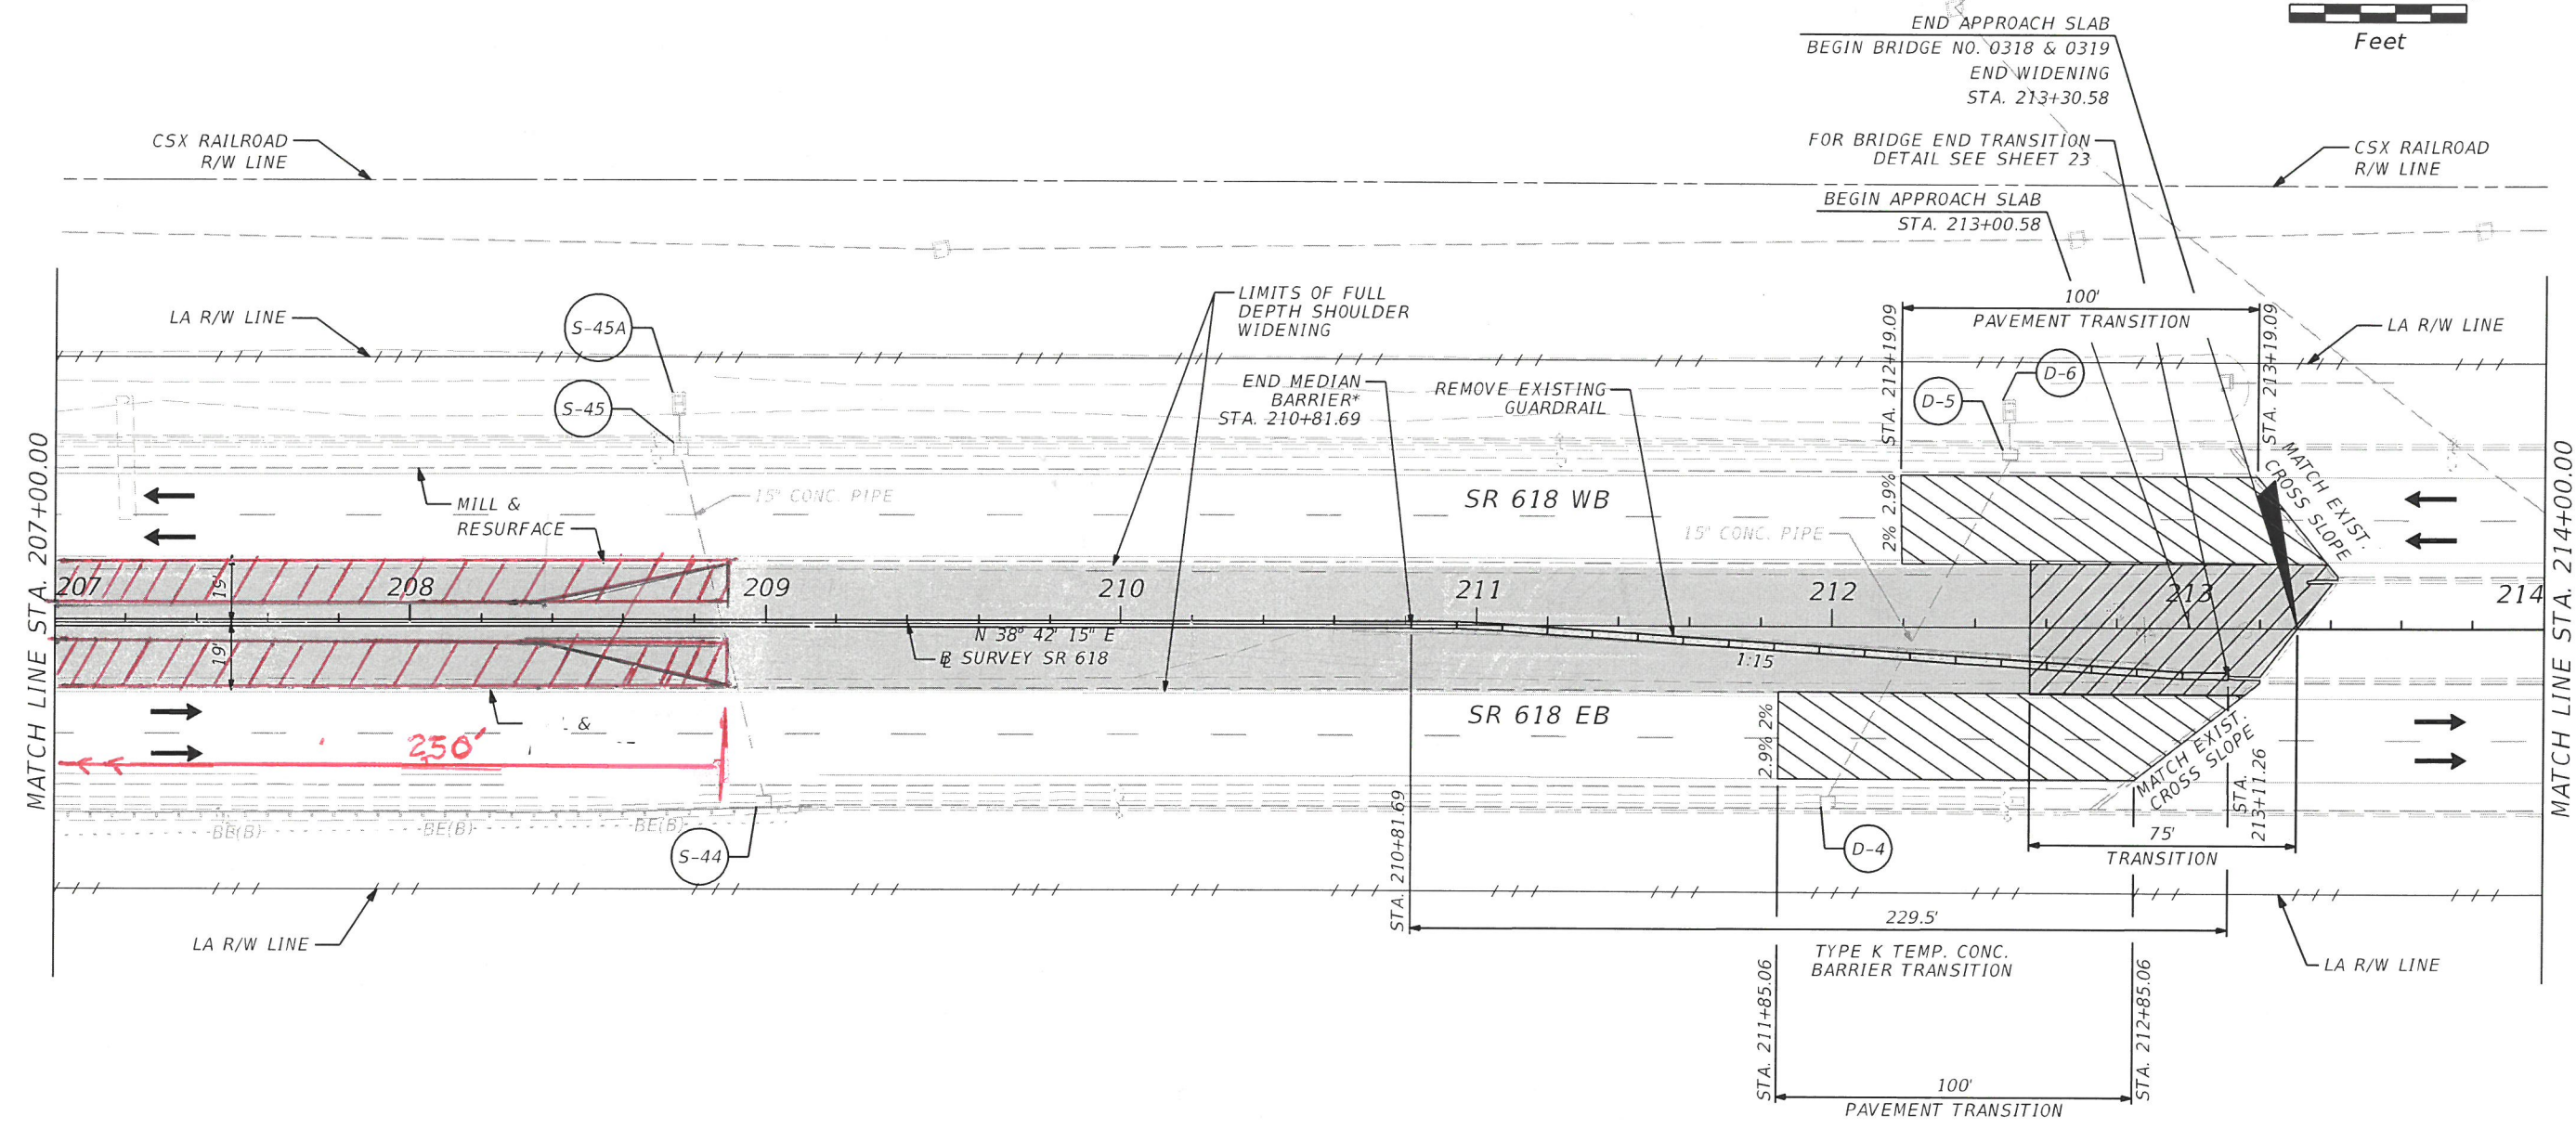 Feet
END APPROACH SLAB
BEGIN BRIDGE NO. 0318 & 0319
END WIDENING
STA. 213+30.58
FOR BRIDGE END TRANSITION
DETAIL SEE SHEET 23
BEGIN APPROACH SLAB
STA. 213+00.58
CSX RAILROAD
R/W LINE
CSX RAILROAD
R/W LINE
LA R/W LINE
S-45A
S-45
LIMITS OF FULL
DEPTH SHOULDER
WIDENING
END MEDIAN
BARRIER*
STA. 210+81.69
REMOVE EXISTING
GUARDRAIL
100'
PAVEMENT TRANSITION
STA. 212+19.09
STA. 213+19.09
D-5
D-6
LA R/W LINE
MATCH LINE STA. 207+00.00
MILL &
RESURFACE
15" CONC. PIPE
SR 618 WB
15" CONC. PIPE
2% 2.9%
MATCH EXIST.
CROSS SLOPE
MATCH LINE STA. 214+00.00
207
208
209
210
211
212
213
214
19'
19'
N 38° 42' 15" E
B SURVEY SR 618
1:15
&
250'
SR 618 EB
2.9% 2%
MATCH EXIST.
CROSS SLOPE
STA.
213+11.26
BE(B)
BE(B)
BE(B)
S-44
D-4
75'
TRANSITION
STA. 210+81.69
229.5'
TYPE K TEMP. CONC.
BARRIER TRANSITION
LA R/W LINE
LA R/W LINE
STA. 211+85.06
STA. 212+85.06
100'
PAVEMENT TRANSITION